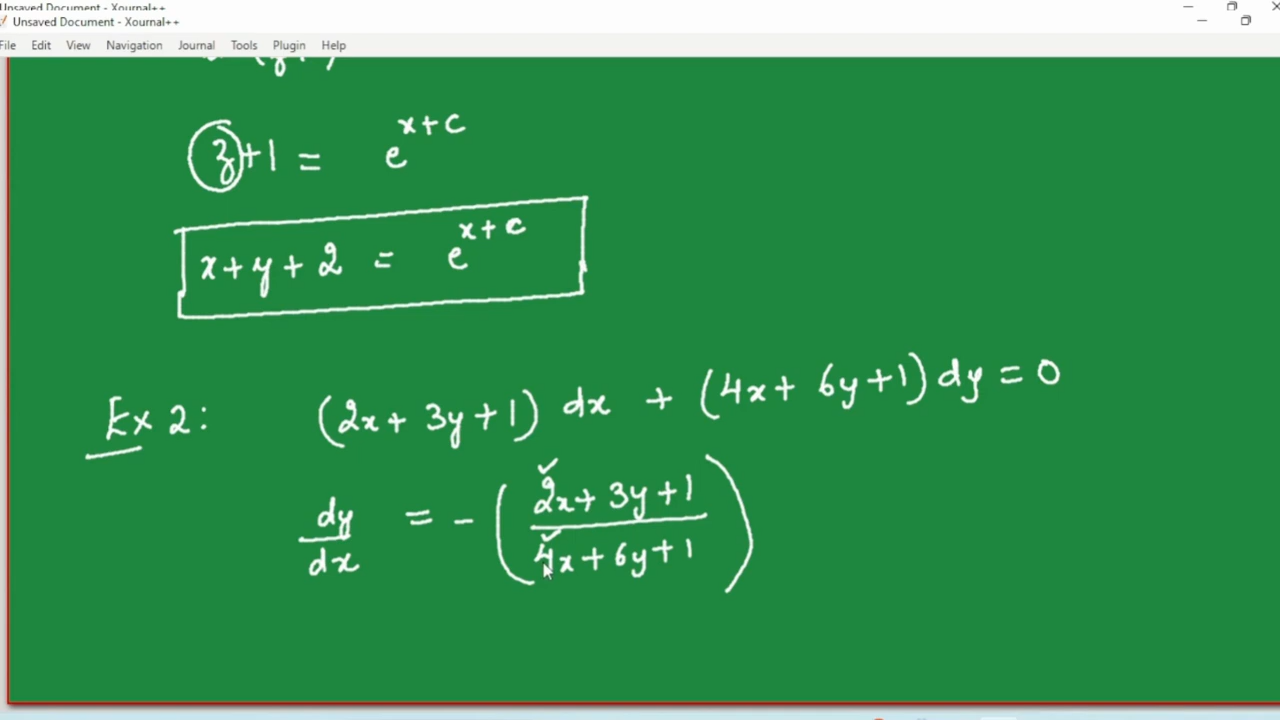 Unsaved Document - Xournal++
Unsaved Document - Xournal++
File Edit View Navigation Journal Tools Plugin Help
z+1 = e^{x+c}
x+y+2 = e^{x+c}
Ex 2: (2x+3y+1) dx + (4x+6y+1) dy = 0
dy/dx = -((2x+3y+1)/(4x+6y+1))